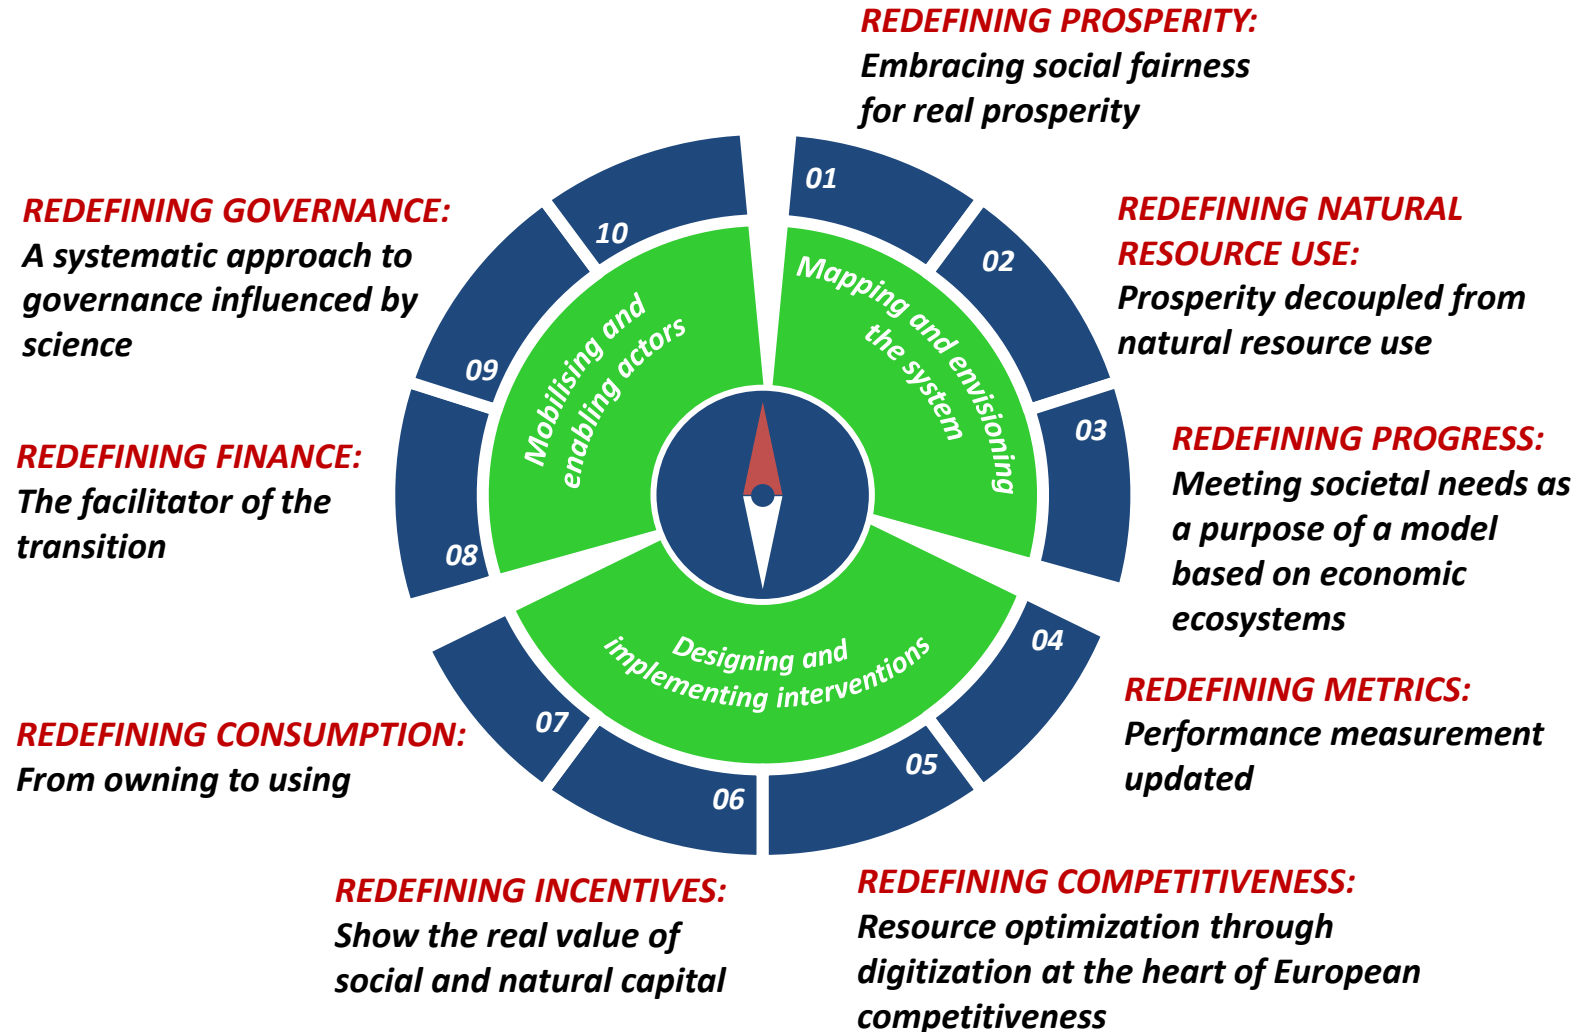 REDEFINING PROSPERITY:
Embracing social fairness
for real prosperity
01
REDEFINING NATURAL
RESOURCE USE:
Prosperity decoupled from
natural resource use
02
REDEFINING PROGRESS:
Meeting societal needs as
a purpose of a model
based on economic
ecosystems
03
REDEFINING METRICS:
Performance measurement
updated
04
REDEFINING COMPETITIVENESS:
Resource optimization through
digitization at the heart of European
competitiveness
05
REDEFINING INCENTIVES:
Show the real value of
social and natural capital
06
REDEFINING CONSUMPTION:
From owning to using
07
REDEFINING FINANCE:
The facilitator of the
transition
08
REDEFINING GOVERNANCE:
A systematic approach to
governance influenced by
science
09
10
Mapping and envisioning
the system
Designing and
implementing interventions
Mobilising and
enabling actors